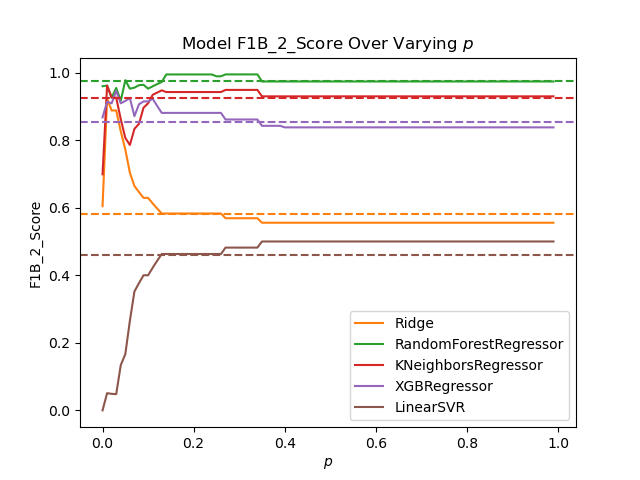 Model F1B_2_Score Over Varying p
F1B_2_Score
1.0
0.8
0.6
0.4
0.2
0.0
0.0 0.2 0.4 0.6 0.8 1.0
p
Ridge
RandomForestRegressor
KNeighborsRegressor
XGBRegressor
LinearSVR